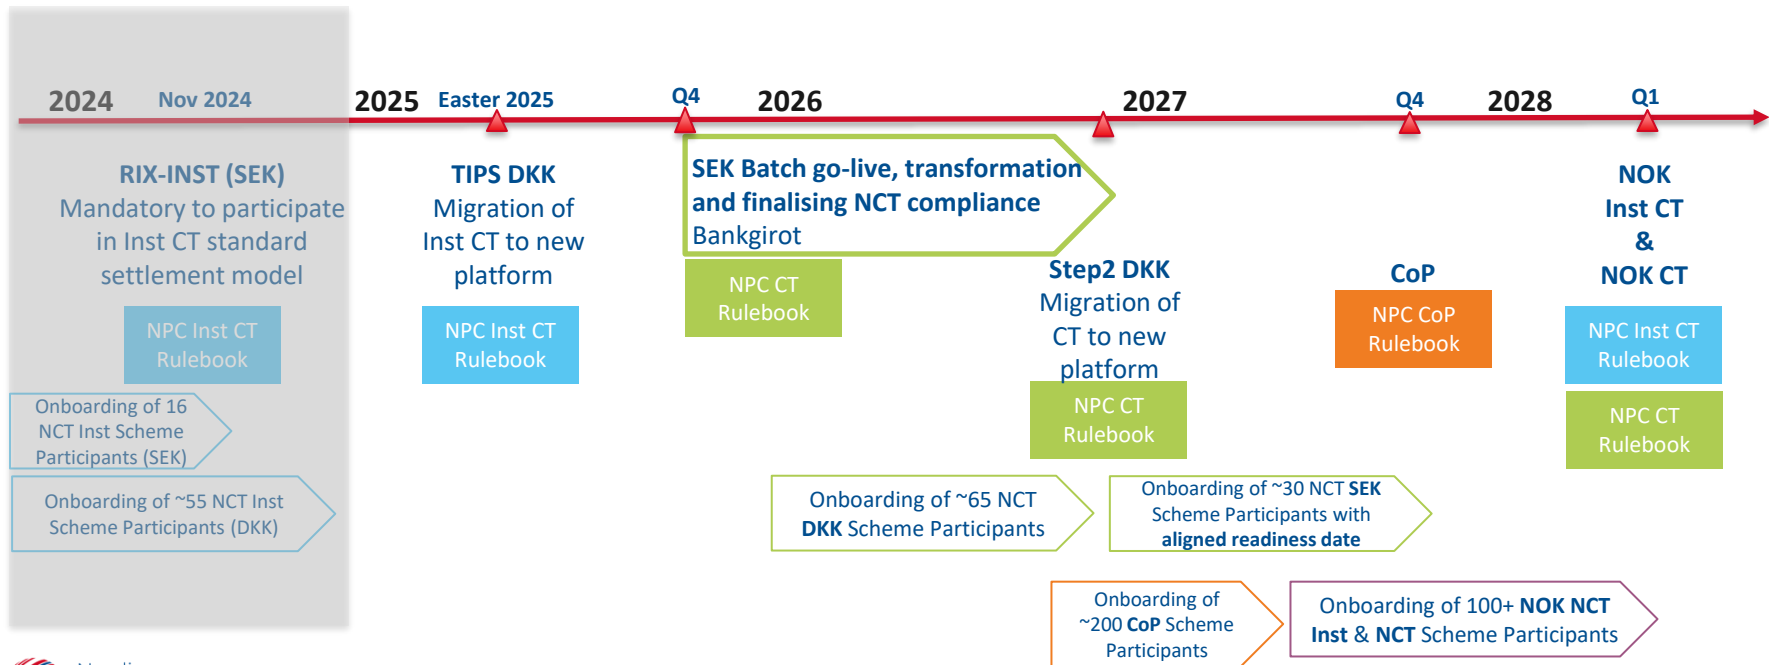 2024 Nov 2024 2025 Easter 2025 Q4 2026 2027 Q4 2028 Q1
RIX-INST (SEK)
Mandatory to participate
in Inst CT standard
settlement model
NPC Inst CT
Rulebook
TIPS DKK
Migration of
Inst CT to new
platform
NPC Inst CT
Rulebook
SEK Batch go-live, transformation
and finalising NCT compliance
Bankgirot
NPC CT
Rulebook
Step2 DKK
Migration of
CT to new
platform
NPC CT
Rulebook
CoP
NPC CoP
Rulebook
NOK
Inst CT
&
NOK CT
NPC Inst CT
Rulebook
NPC CT
Rulebook
Onboarding of 16
NCT Inst Scheme
Participants (SEK)
Onboarding of ~55 NCT Inst
Scheme Participants (DKK)
Onboarding of ~65 NCT
DKK Scheme Participants
Onboarding of ~30 NCT SEK
Scheme Participants with
aligned readiness date
Onboarding of
~200 CoP Scheme
Participants
Onboarding of 100+ NOK NCT
Inst & NCT Scheme Participants